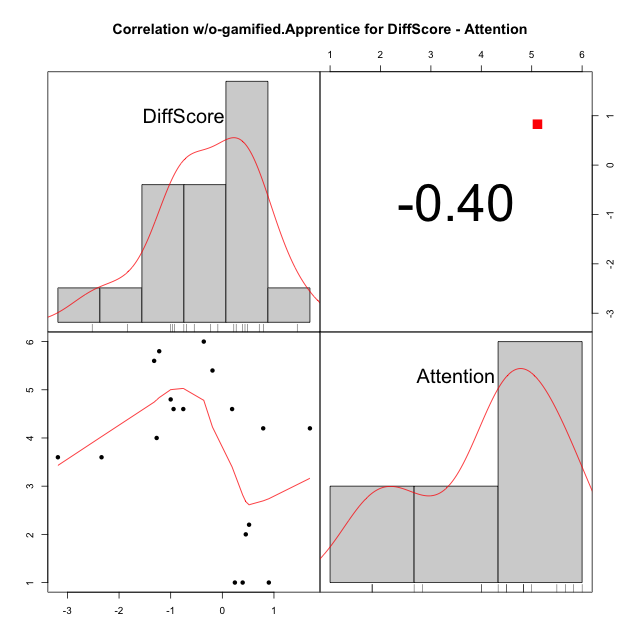 Correlation w/o-gamified.Apprentice for DiffScore - Attention
1 2 3 4 5 6
DiffScore
-0.40
1
0
-1
-2
-3
6
5
4
3
2
1
Attention
-3 -2 -1 0 1